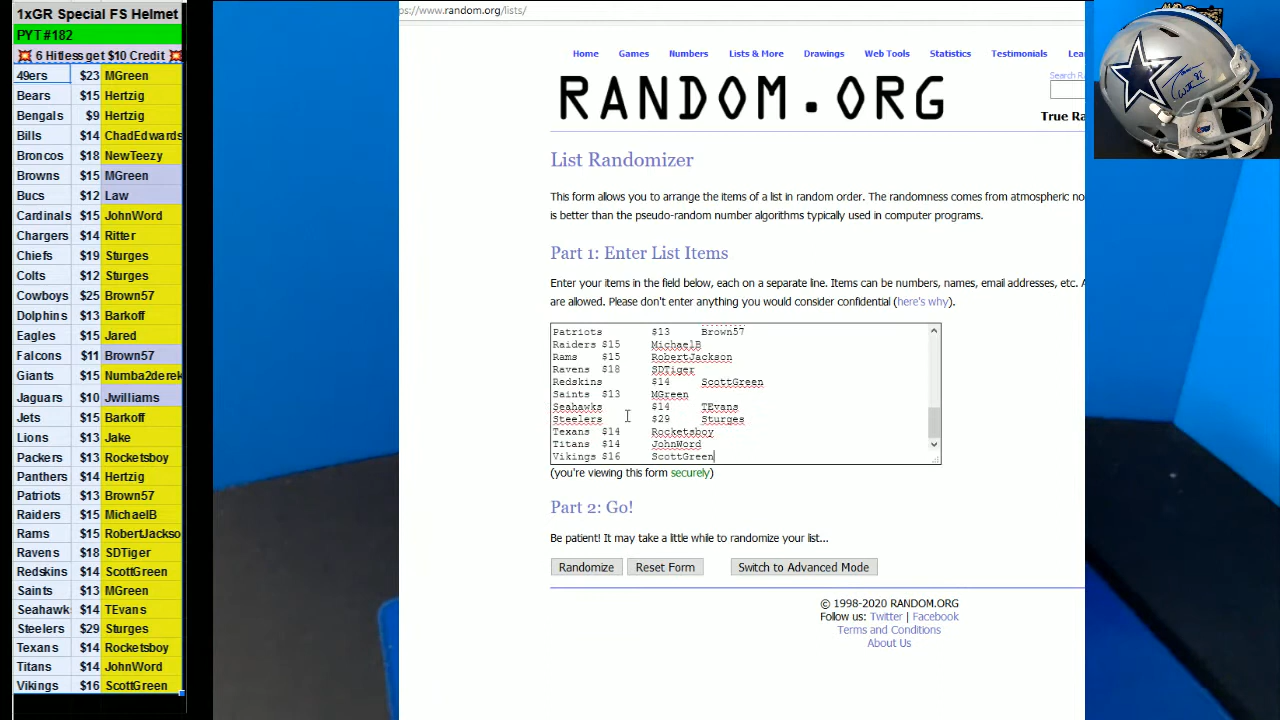 1xGR Special FS Helmet
PYT #182
💥 6 Hitless get $10 Credit 💥
49ers $23 MGreen
Bears $15 Hertzig
Bengals $9 Hertzig
Bills $14 ChadEdwards
Broncos $18 NewTeezy
Browns $15 MGreen
Bucs $12 Law
Cardinals $15 JohnWord
Chargers $14 Ritter
Chiefs $19 Sturges
Colts $12 Sturges
Cowboys $25 Brown57
Dolphins $13 Barkoff
Eagles $15 Jared
Falcons $11 Brown57
Giants $15 Numba2derek
Jaguars $10 Jwilliams
Jets $15 Barkoff
Lions $13 Jake
Packers $13 Rocketsboy
Panthers $14 Hertzig
Patriots $13 Brown57
Raiders $15 MichaelB
Rams $15 RobertJackso
Ravens $18 SDTiger
Redskins $14 ScottGreen
Saints $13 MGreen
Seahawk $14 TEvans
Steelers $29 Sturges
Texans $14 Rocketsboy
Titans $14 JohnWord
Vikings $16 ScottGreen
ps://www.random.org/lists/
Home Games Numbers Lists & More Drawings Web Tools Statistics Testimonials Lea
RANDOM.ORG
Search R
True Ra
List Randomizer
This form allows you to arrange the items of a list in random order. The randomness comes from atmospheric no
is better than the pseudo-random number algorithms typically used in computer programs.
Part 1: Enter List Items
Enter your items in the field below, each on a separate line. Items can be numbers, names, email addresses, etc. A
are allowed. Please don't enter anything you would consider confidential (here's why).
Patriots $13 Brown57
Raiders $15 MichaelB
Rams $15 RobertJackson
Ravens $18 SDTiger
Redskins $14 ScottGreen
Saints $13 MGreen
Seahawks $14 TEvans
Steelers $29 Sturges
Texans $14 Rocketsboy
Titans $14 JohnWord
Vikings $16 ScottGreen
(you're viewing this form securely)
Part 2: Go!
Be patient! It may take a little while to randomize your list...
Randomize Reset Form Switch to Advanced Mode
© 1998-2020 RANDOM.ORG
Follow us: Twitter | Facebook
Terms and Conditions
About Us